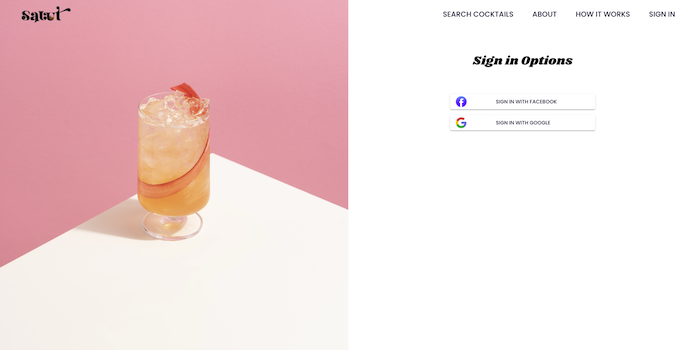 Salut
SEARCH COCKTAILS ABOUT HOW IT WORKS SIGN IN
Sign in Options
SIGN IN WITH FACEBOOK
SIGN IN WITH GOOGLE